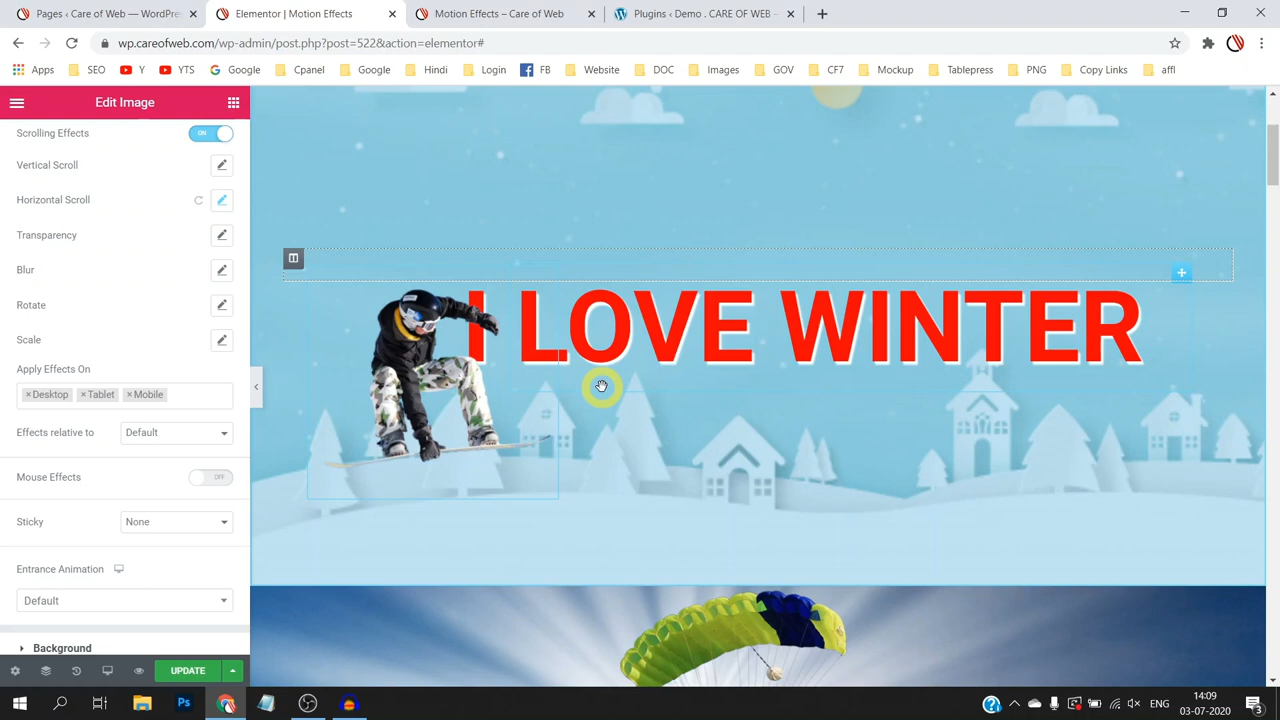 Pages ‹ Care of Web — WordPre
Elementor | Motion Effects
Motion Effects – Care of Web
Plugins ‹ Demo . CARE OF WEB —
wp.careofweb.com/wp-admin/post.php?post=522&action=elementor#
Apps SEO Y YTS Google Cpanel Google Hindi Login FB Website DOC Images GOV CF7 Mockup Tablepress PNG Copy Links affl
Edit Image
Scrolling Effects ON
Vertical Scroll
Horizontal Scroll
Transparency
Blur
Rotate
Scale
Apply Effects On
×Desktop ×Tablet ×Mobile
Effects relative to Default
Mouse Effects OFF
Sticky None
Entrance Animation
Default
Background
UPDATE
I LOVE WINTER
Ps
ENG
14:09
03-07-2020
3